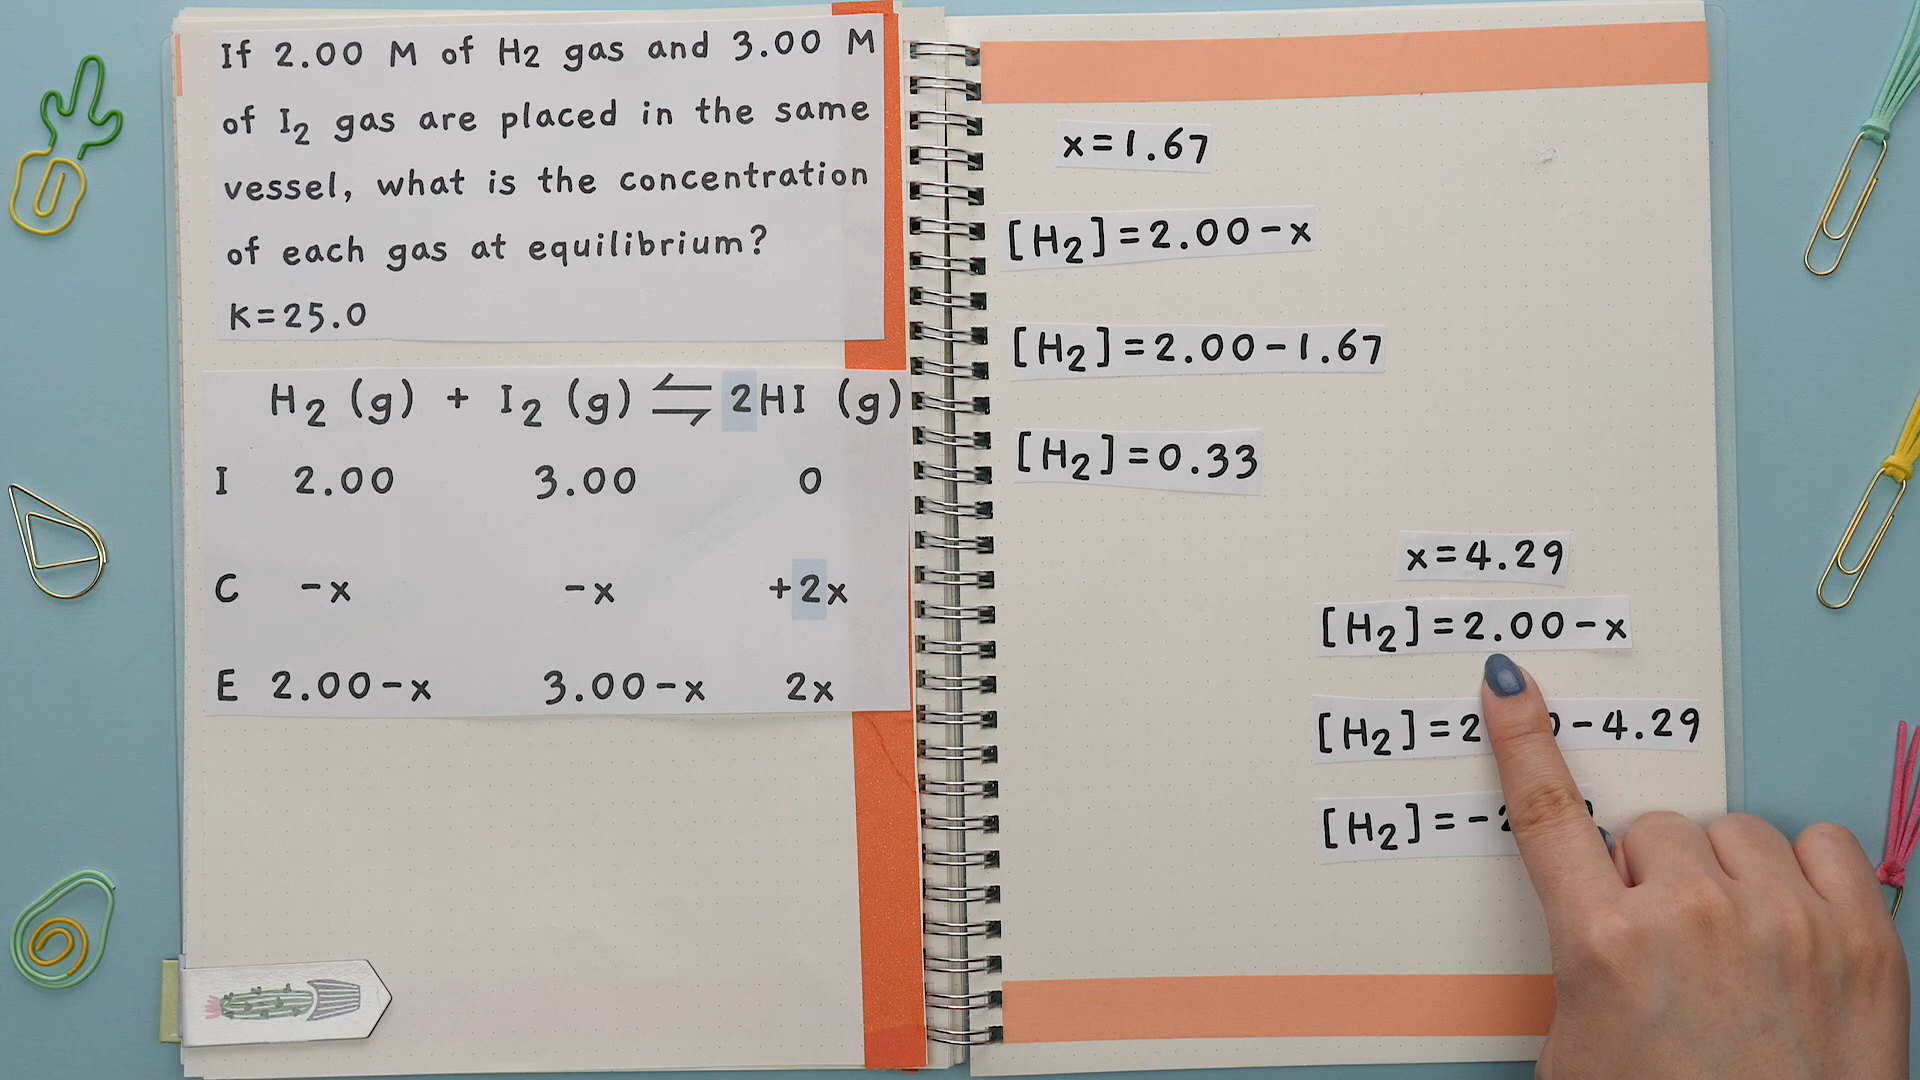 If 2.00 M of H2 gas and 3.00 M
of I2 gas are placed in the same
vessel, what is the concentration
of each gas at equilibrium?
K=25.0
H2 (g) + I2 (g) ⇌ 2HI (g)
I 2.00 3.00 0
C -x -x +2x
E 2.00-x 3.00-x 2x
x=1.67
[H2]=2.00-x
[H2]=2.00-1.67
[H2]=0.33
x=4.29
[H2]=2.00-x
[H2]=2 -4.29
[H2]=-